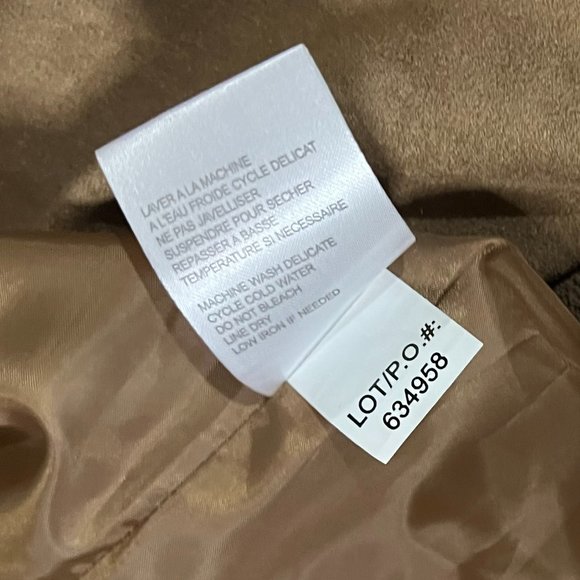 LAVER A LA MACHINE
A L'EAU FROIDE CYCLE DELICAT
NE PAS JAVELLISER
SUSPENDRE POUR SECHER
REPASSER A BASSE
TEMPERATURE SI NECESSAIRE
MACHINE WASH DELICATE
CYCLE COLD WATER
DO NOT BLEACH
LINE DRY
LOW IRON IF NEEDED
LOT/P.O.#:
634958